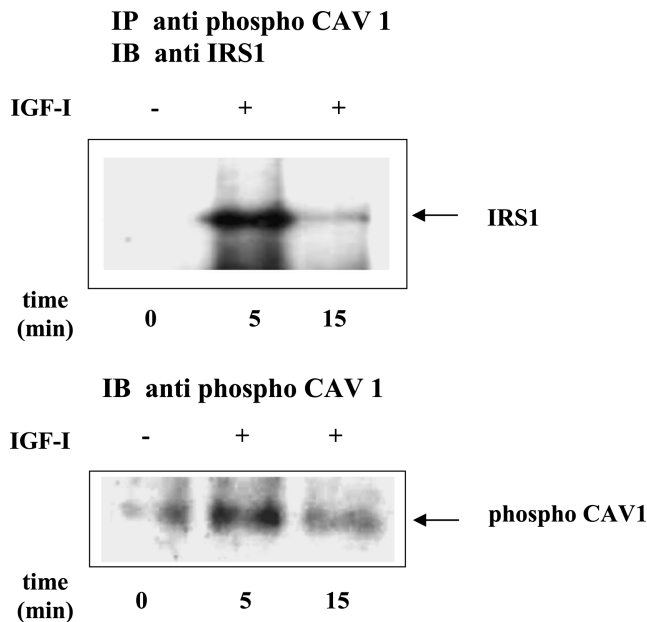 IP anti phospho CAV 1
IB anti IRS1
IGF-I - + +
IRS1
time
(min) 0 5 15
IB anti phospho CAV 1
IGF-I - + +
phospho CAV1
time
(min) 0 5 15